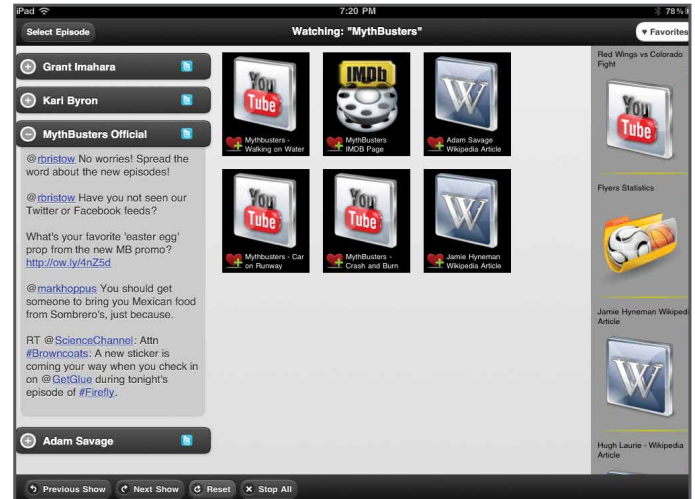 iPad 7:20 PM 78%
Select Episode Watching: "MythBusters" ♥ Favorites
Grant Imahara
Kari Byron
MythBusters Official
@rbristow No worries! Spread the
word about the new episodes!
@rbristow Have you not seen our
Twitter or Facebook feeds?
What's your favorite 'easter egg'
prop from the new MB promo?
http://ow.ly/4nZ5d
@markhoppus You should get
someone to bring you Mexican food
from Sombrero's, just because.
RT @ScienceChannel: Attn
#Browncoats: A new sticker is
coming your way when you check in
on @GetGlue during tonight's
episode of #Firefly.
Adam Savage
You
Tube
Mythbusters -
Walking on Water
IMDb
MythBusters
IMDB Page
W
Adam Savage
Wikipedia Article
You
Tube
Mythbusters - Car
on Runway
You
Tube
MythBusters -
Crash and Burn
W
Jamie Hyneman
Wikipedia Article
Red Wings vs Colorado
Fight
You
Tube
Flyers Statistics
Jamie Hyneman Wikiped
Article
W
Hugh Laurie - Wikipedia
Article
Previous Show Next Show Reset Stop All